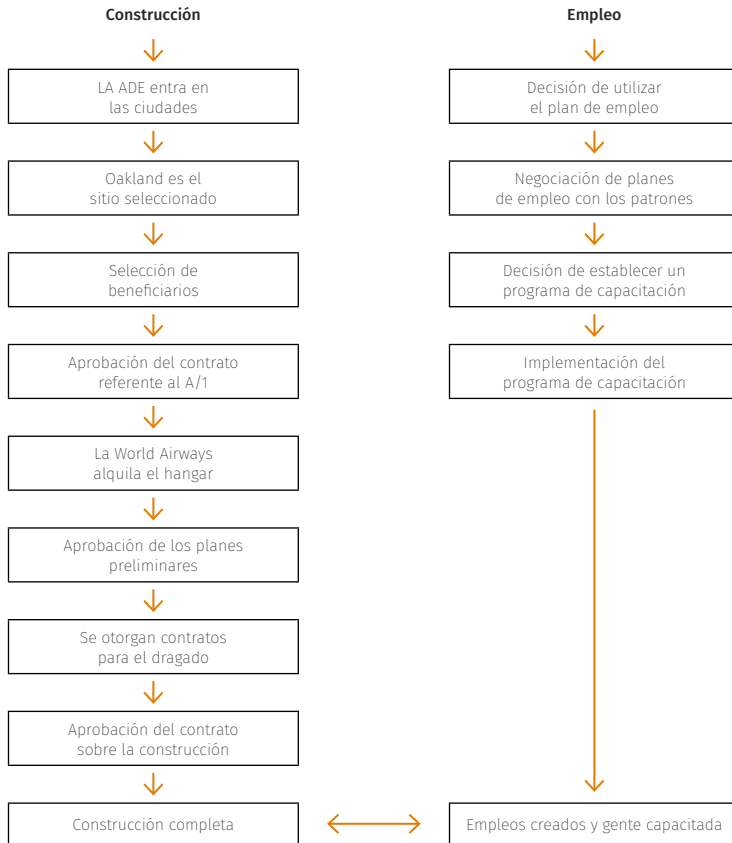 Construcción
LA ADE entra en
las ciudades
Oakland es el
sitio seleccionado
Selección de
beneficiarios
Aprobación del contrato
referente al A/1
La World Airways
alquila el hangar
Aprobación de los planes
preliminares
Se otorgan contratos
para el dragado
Aprobación del contrato
sobre la construcción
Construcción completa
Empleo
Decisión de utilizar
el plan de empleo
Negociación de planes
de empleo con los patrones
Decisión de establecer un
programa de capacitación
Implementación del
programa de capacitación
Empleos creados y gente capacitada